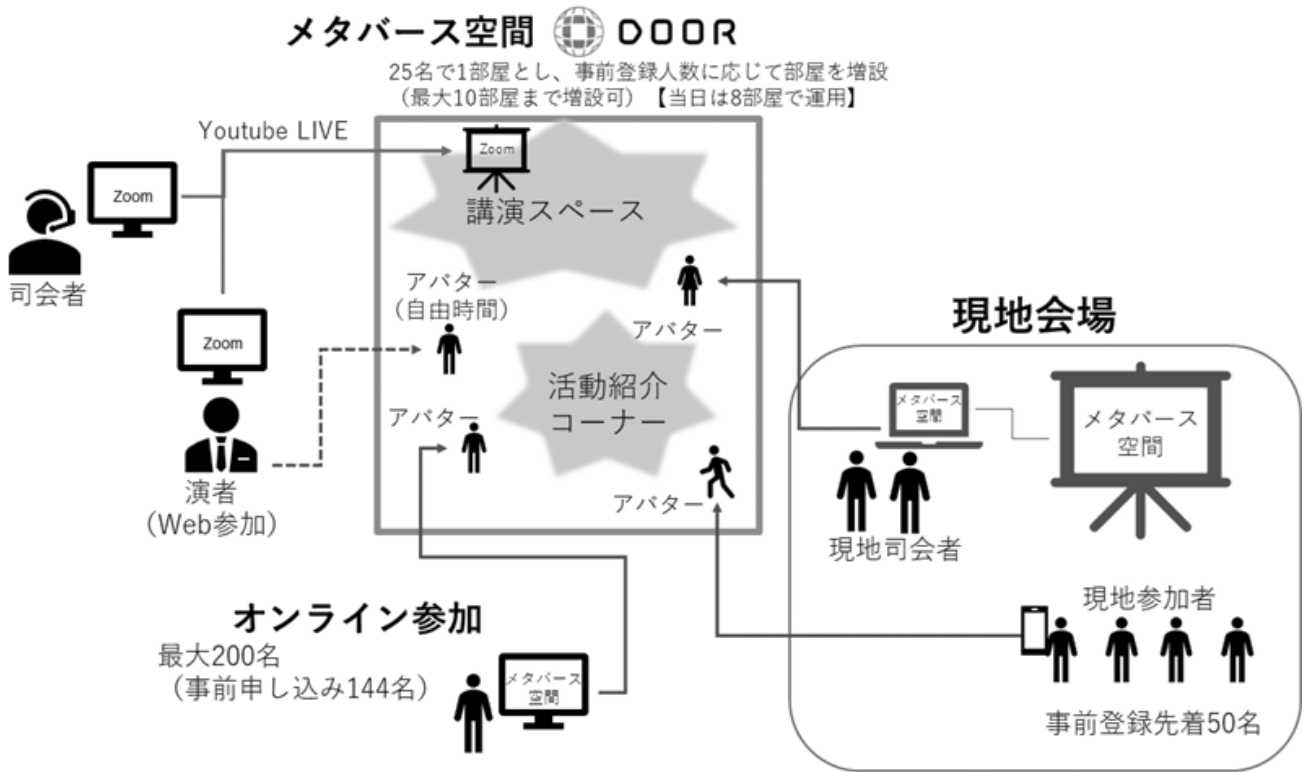 メタバース空間 DOOR
25名で1部屋とし、事前登録人数に応じて部屋を増設
（最大10部屋まで増設可）【当日は8部屋で運用】
Youtube LIVE
Zoom
Zoom
講演スペース
司会者
アバター
（自由時間）
アバター
Zoom
現地会場
活動紹介
コーナー
アバター
メタバース
空間
メタバース
空間
演者
（Web参加）
アバター
現地司会者
オンライン参加
最大200名
（事前申し込み144名）
メタバース
空間
現地参加者
事前登録先着50名